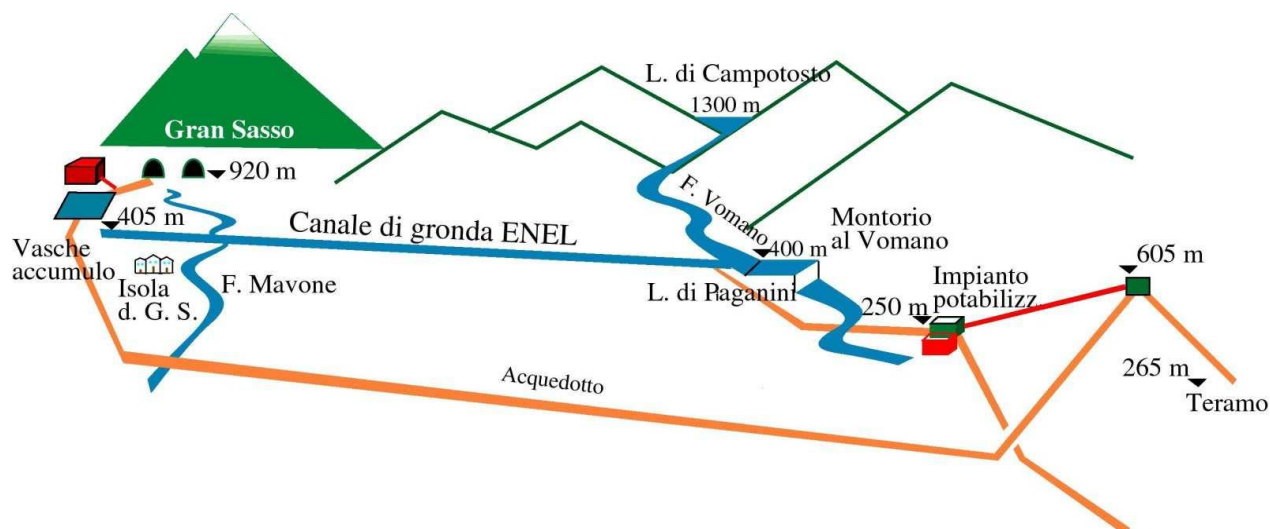 L. di Campotosto
1300 m
Gran Sasso
920 m
405 m
Canale di gronda ENEL
F. Vomano
Montorio
al Vomano
400 m
Vasche
accumulo
Isola
d. G. S.
F. Mavone
L. di Paganini
Impianto
potabilizz.
605 m
250 m
265 m
Teramo
Acquedotto